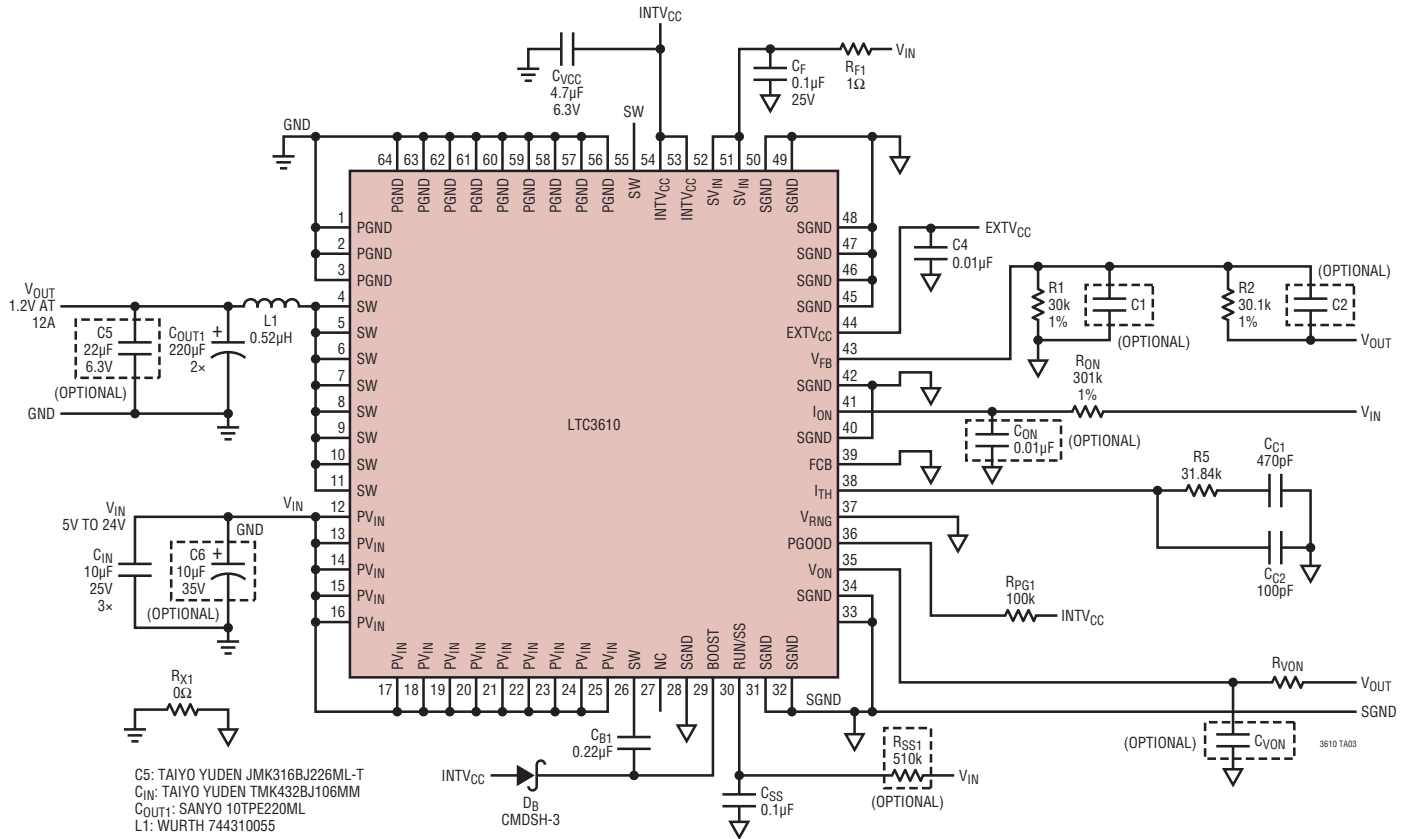 INTVCC
CVCC
4.7µF
6.3V
CF
0.1µF
25V
RF1
1Ω
VIN
SW
GND
64 63 62 61 60 59 58 57 56 55 54 53 52 51 50 49
PGND PGND PGND PGND PGND PGND PGND PGND PGND SW INTVCC INTVCC SVIN SVIN SGND SGND
1 PGND
2 PGND
3 PGND
4 SW
5 SW
6 SW
7 SW
8 SW
9 SW
10 SW
11 SW
12 PVIN
13 PVIN
14 PVIN
15 PVIN
16 PVIN
LTC3610
SGND 48
SGND 47
SGND 46
SGND 45
EXTVCC 44
VFB 43
SGND 42
ION 41
SGND 40
FCB 39
ITH 38
VRNG 37
PGOOD 36
VON 35
SGND 34
33
PVIN PVIN PVIN PVIN PVIN PVIN PVIN PVIN PVIN SW NC SGND BOOST RUN/SS SGND SGND
17 18 19 20 21 22 23 24 25 26 27 28 29 30 31 32
VOUT
1.2V AT
12A
C5
22µF
6.3V
(OPTIONAL)
COUT1
220µF
2×
+
L1
0.52µH
GND
VIN
5V TO 24V
CIN
10µF
25V
3×
C6
10µF
35V
+
(OPTIONAL)
GND
VIN
RX1
0Ω
EXTVCC
C4
0.01µF
R1
30k
1%
C1
(OPTIONAL)
R2
30.1k
1%
(OPTIONAL)
C2
VOUT
RON
301k
1%
VIN
CON
0.01µF
(OPTIONAL)
R5
31.84k
CC1
470pF
CC2
100pF
RPG1
100k
INTVCC
RVON
VOUT
SGND
SGND
(OPTIONAL)
CVON
3610 TA03
CB1
0.22µF
INTVCC
DB
CMDSH-3
CSS
0.1µF
RSS1
510k
(OPTIONAL)
VIN
C5: TAIYO YUDEN JMK316BJ226ML-T
CIN: TAIYO YUDEN TMK432BJ106MM
COUT1: SANYO 10TPE220ML
L1: WURTH 744310055